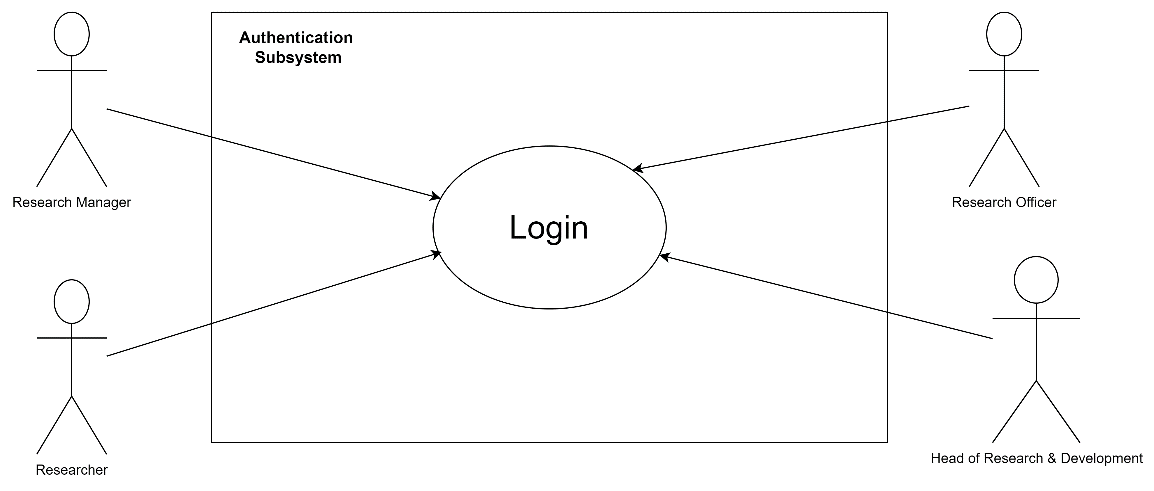 Authentication
Subsystem
Research Manager
Research Officer
Login
Researcher
Head of Research & Development